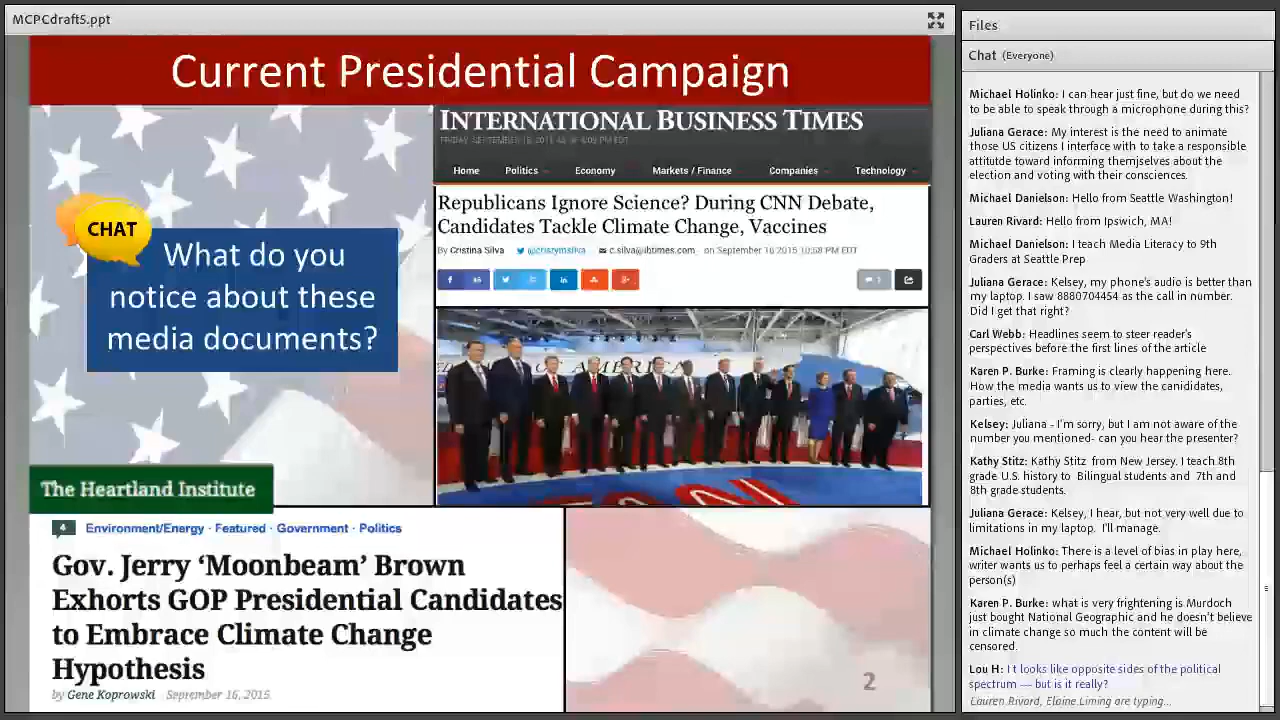 MCPCdraft5.ppt
Current Presidential Campaign
CHAT
What do you
notice about these
media documents?
INTERNATIONAL BUSINESS TIMES
Home Politics Economy Markets / Finance Companies Technology
Republicans Ignore Science? During CNN Debate,
Candidates Tackle Climate Change, Vaccines
By Cristina Silva @cristymsilva c.silva@ibtimes.com on September 16 2015 10:58 PM EDT
The Heartland Institute
4 Environment/Energy · Featured · Government · Politics
Gov. Jerry ‘Moonbeam’ Brown
Exhorts GOP Presidential Candidates
to Embrace Climate Change
Hypothesis
by Gene Koprowski September 16, 2015
2
Files
Chat (Everyone)
Michael Holinko: I can hear just fine, but do we need
to be able to speak through a microphone during this?
Juliana Gerace: My interest is the need to motivate
those US citizens I interface with to take a responsible
attitutde toward informing themjselves about the
election and voting with their consciences.
Michael Danielson: Hello from Seattle Washington!
Lauren Rivard: Hello from Ipswich, MA!
Michael Danielson: I teach Media Literacy to 9th
Graders at Seattle Prep
Juliana Gerace: Kelsey, my phone's audio is better than
my laptop. I saw 8880704454 as the call in number.
Did I get that right?
Carl Webb: Headlines seem to steer reader's
perspectives before the first lines of the article
Karen P. Burke: Framing is clearly happening here.
How the media wants us to view the canididates,
parties, etc.
Kelsey: Juliana - I'm sorry, but I am not aware of the
number you mentioned- can you hear the presenter?
Kathy Stitz: Kathy Stitz from New Jersey. I teach 8th
grade U.S. history to Bilingual students and 7th and
8th grade students.
Juliana Gerace: Kelsey, I hear, but not very well due to
limitations in my laptop. I'll manage.
Michael Holinko: There is a level of bias in play here,
writer wants us to perhaps feel a certain way about the
person(s)
Karen P. Burke: what is very frightening is Murdoch
just bought National Geographic and he doesn't believe
in climate change so much the content will be
censored.
Lou H: It looks like opposite sides of the political
spectrum --- but is it really?
Lauren Rivard, Elaine Liming are typing...